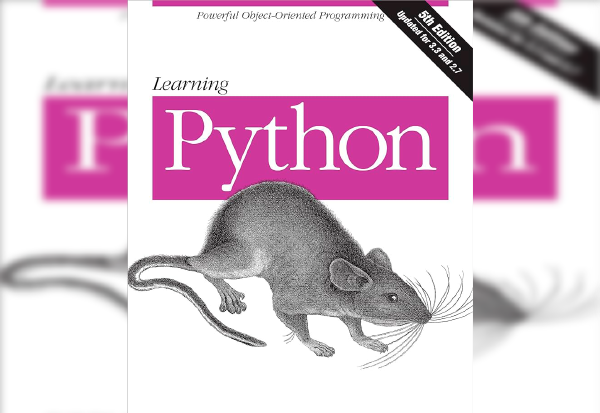 Powerful Object-Oriented Programming
5th Edition
Updated for 3.3 and 2.7
Learning
Python